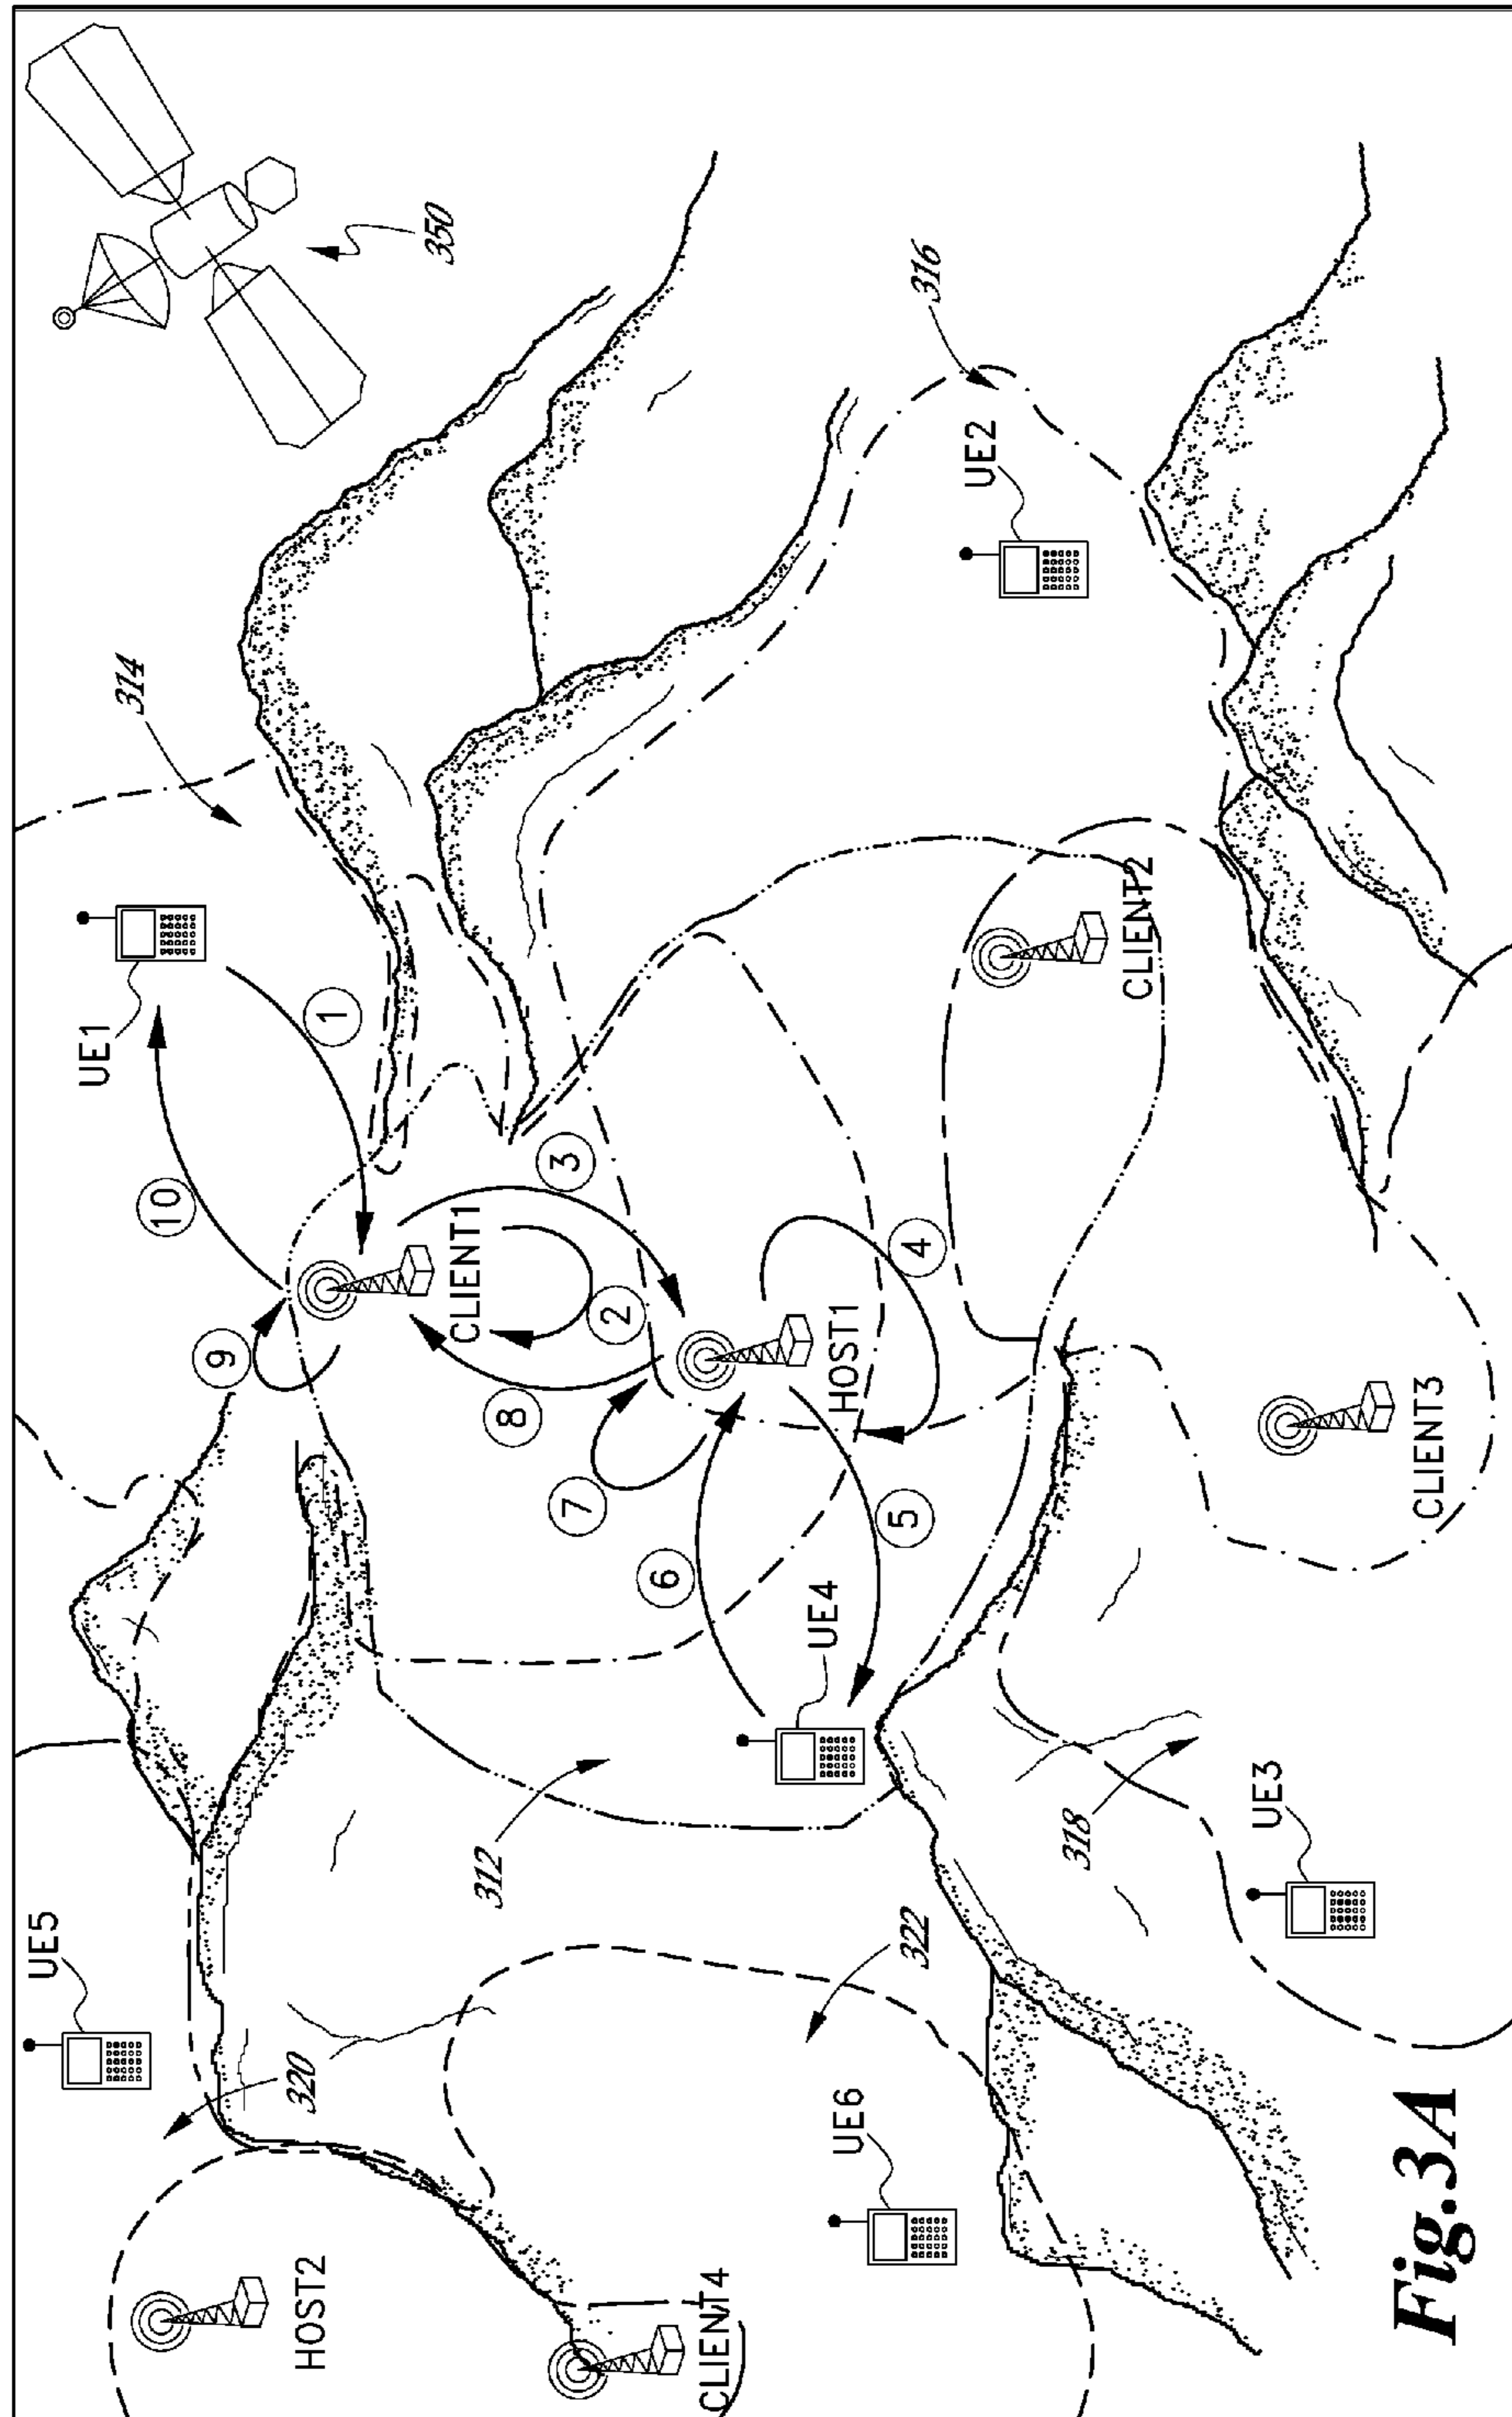 350
316
UE2
314
UE1
1
10
3
CLIENT1
2
9
8
4
HOST1
7
6
5
CLIENT2
CLIENT3
UE4
312
318
UE3
UE5
320
322
UE6
HOST2
CLIENT4
Fig.3A